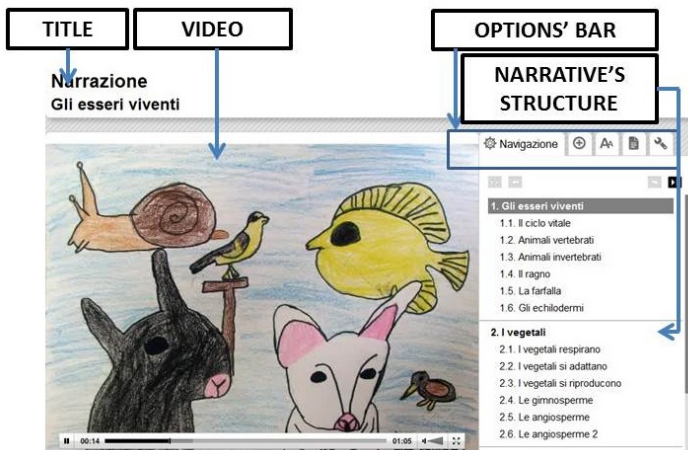 TITLE
VIDEO
OPTIONS' BAR
NARRATIVE'S
STRUCTURE
Narrazione
Gli esseri viventi
Navigazione
AA
1. Gli esseri viventi
1.1. Il ciclo vitale
1.2. Animali vertebrati
1.3. Animali invertebrati
1.4. Il ragno
1.5. La farfalla
1.6. Gli echilodermi
2. I vegetali
2.1. I vegetali respirano
2.2. I vegetali si adattano
2.3. I vegetali si riproducono
2.4. Le gimnosperme
2.5. Le angiosperme
2.6. Le angiosperme 2
00:14
01:05